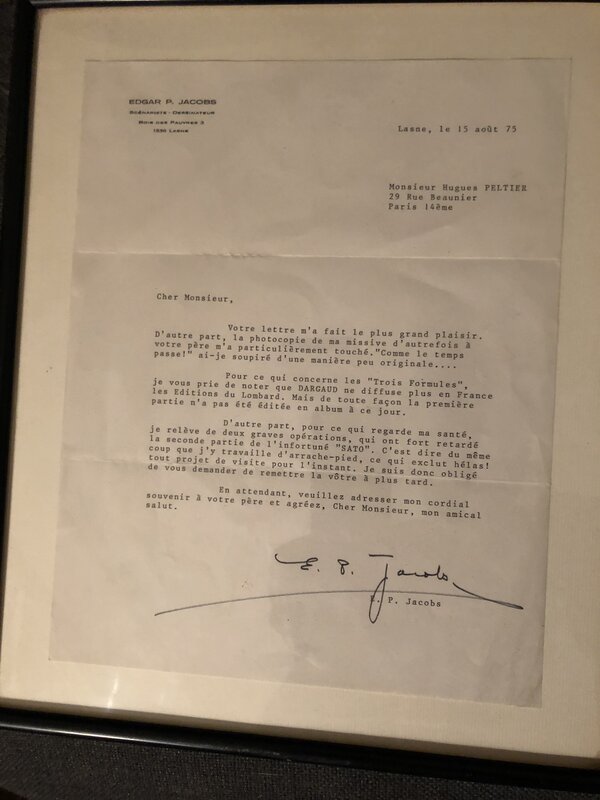 EDGAR P. JACOBS
SCÉNARISTE - DESSINATEUR
BOIS DES PAUVRES 3
1338 LASNE
Lasne, le 15 août 75
Monsieur Hugues PELTIER
29 Rue Beaunier
Paris 14ème
Cher Monsieur,
Votre lettre m'a fait le plus grand plaisir.
D'autre part, la photocopie de ma missive d'autrefois à
votre père m'a particulièrement touché."Comme le temps
passe!" ai-je soupiré d'une manière peu originale....
Pour ce qui concerne les "Trois Formules",
je vous prie de noter que DARGAUD ne diffuse plus en France
les Editions du Lombard. Mais de toute façon la première
partie n'a pas été éditée en album à ce jour.
D'autre part, pour ce qui regarde ma santé,
je relève de deux graves opérations, qui ont fort retardé
la seconde partie de l'infortuné "SATO". C'est dire du même
coup que j'y travaille d'arrache-pied, ce qui exclut hélas!
tout projet de visite pour l'instant. Je suis donc obligé
de vous demander de remettre la vôtre à plus tard.
En attendant, veuillez adresser mon cordial
souvenir à votre père et agréez, Cher Monsieur, mon amical
salut.
E. P. Jacobs
E. P. Jacobs